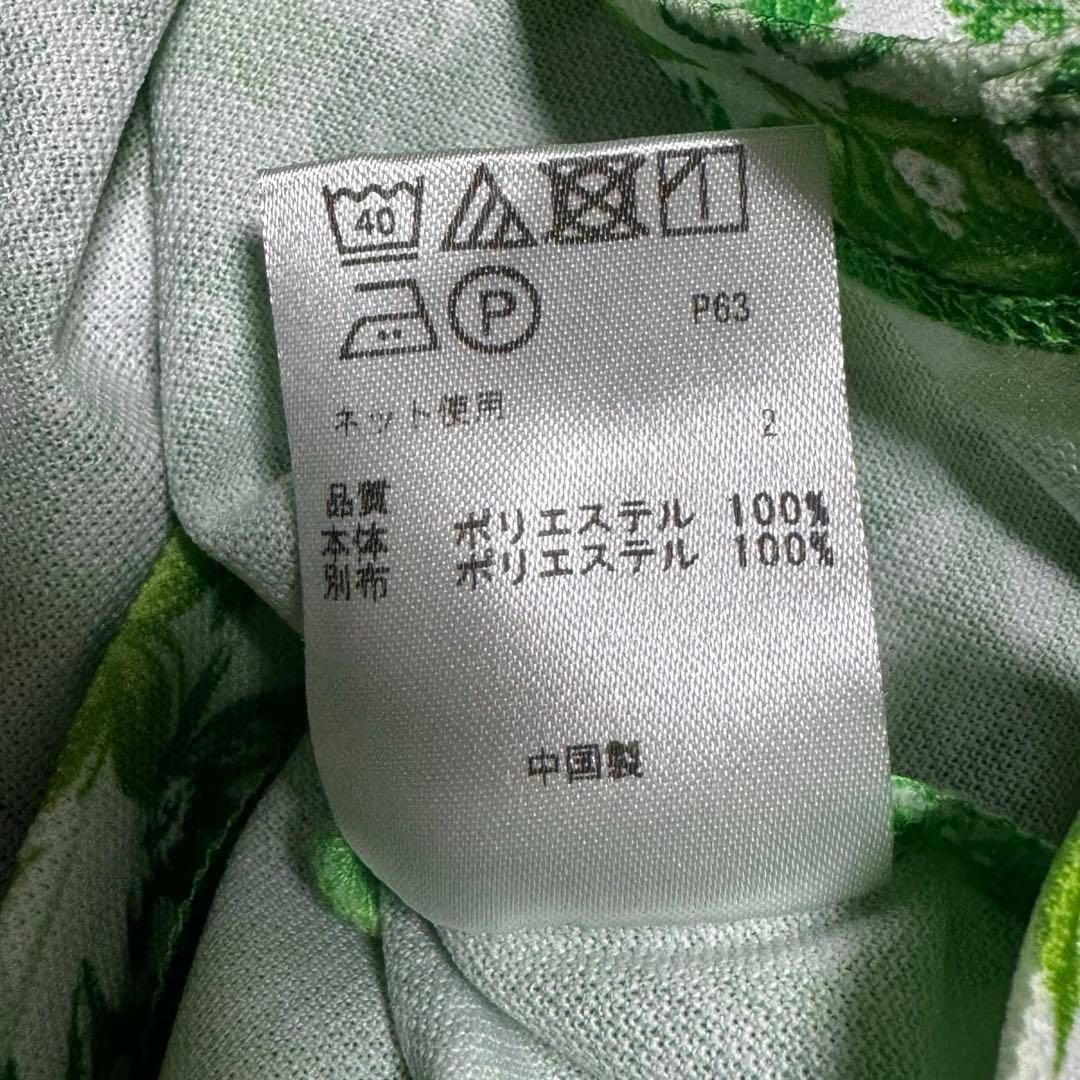 40
P P63
ネット使用 2
品質
本体 ポリエステル 100%
別布 ポリエステル 100%
中国製